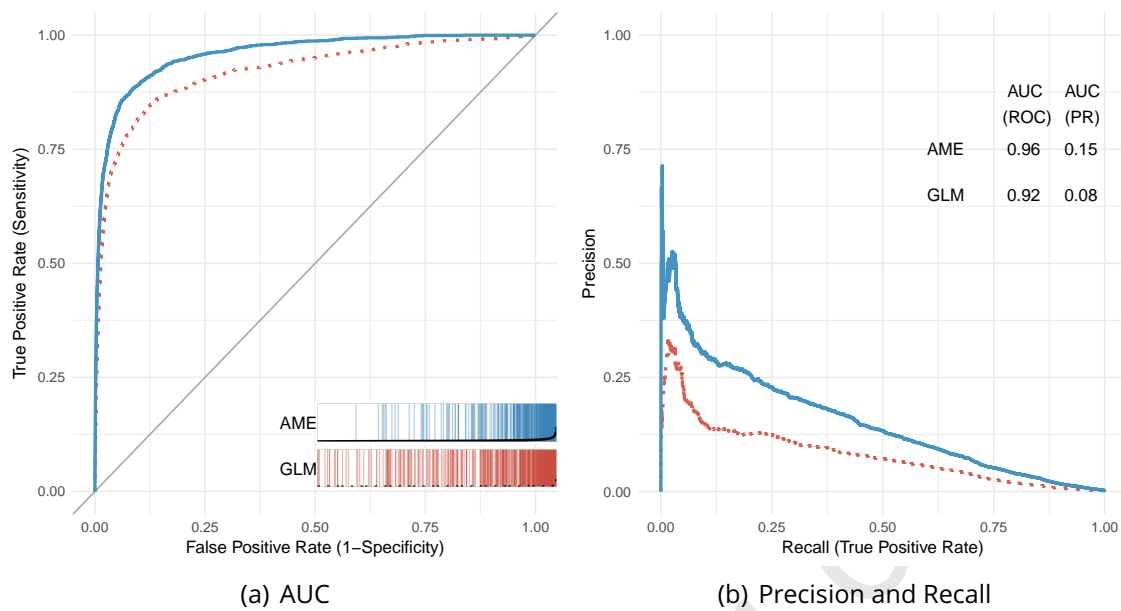 1.00
0.75
0.50
0.25
0.00
True Positive Rate (Sensitivity)
AME
GLM
0.00 0.25 0.50 0.75 1.00
False Positive Rate (1−Specificity)
(a) AUC
1.00
0.75
0.50
0.25
0.00
Precision
AUC AUC
(ROC) (PR)
AME 0.96 0.15
GLM 0.92 0.08
0.00 0.25 0.50 0.75 1.00
Recall (True Positive Rate)
(b) Precision and Recall